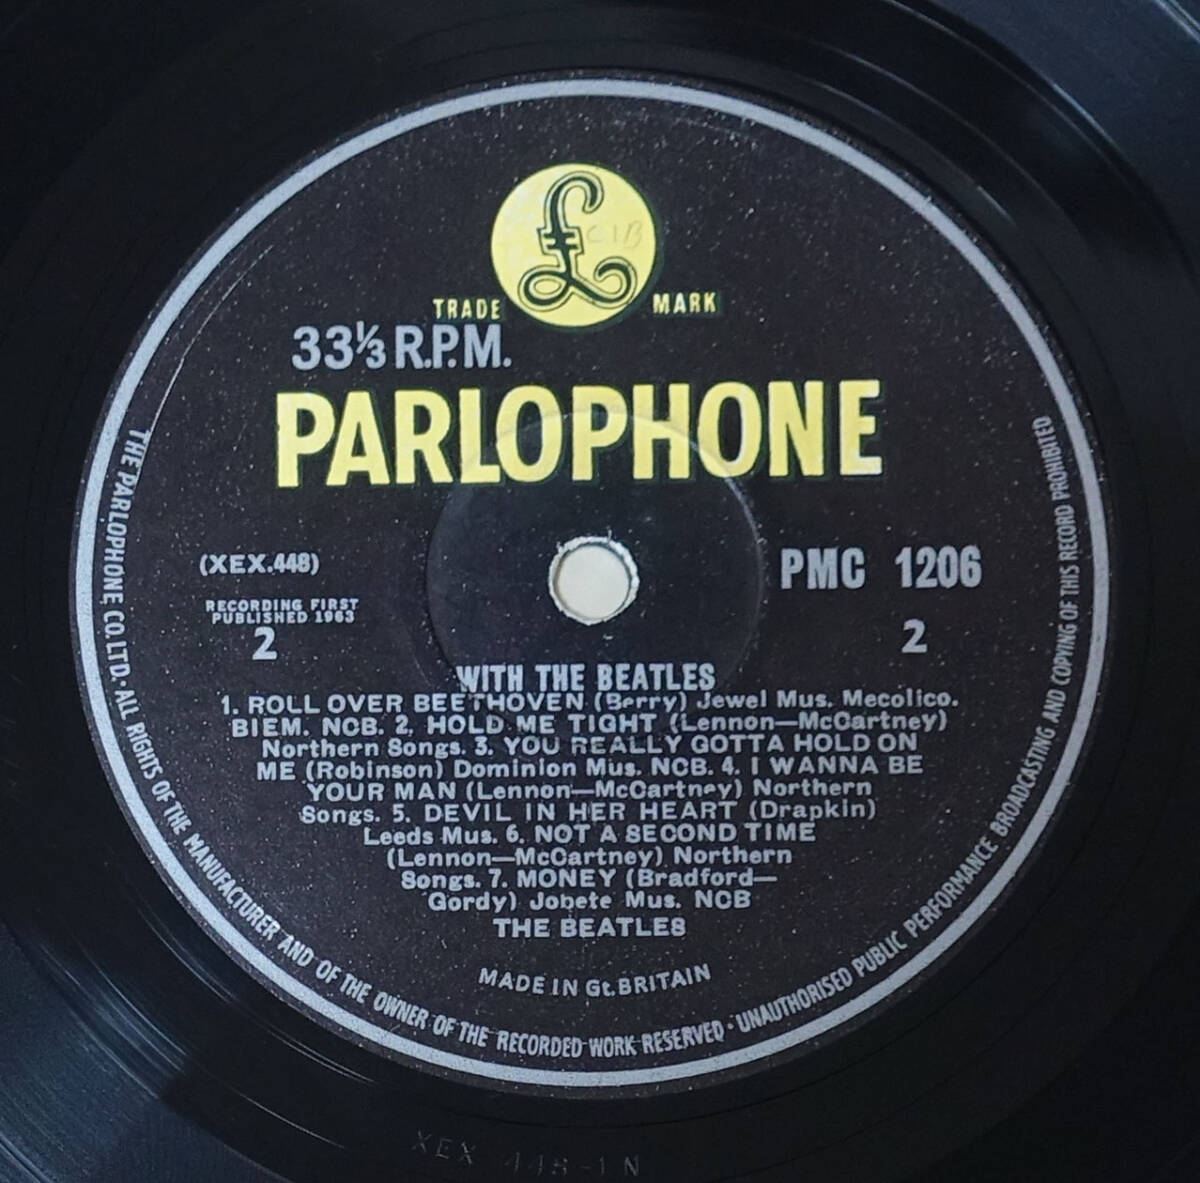 £
CIB
TRADE MARK
33⅓ R.P.M.
PARLOPHONE
(XEX.448)
PMC 1206
RECORDING FIRST
PUBLISHED 1963
2
2
WITH THE BEATLES
1. ROLL OVER BEETHOVEN (Berry) Jewel Mus. Mecolico.
BIEM. NCB. 2. HOLD ME TIGHT (Lennon—McCartney)
Northern Songs. 3. YOU REALLY GOTTA HOLD ON
ME (Robinson) Dominion Mus. NCB. 4. I WANNA BE
YOUR MAN (Lennon—McCartney) Northern
Songs. 5. DEVIL IN HER HEART (Drapkin)
Leeds Mus. 6. NOT A SECOND TIME
(Lennon—McCartney) Northern
Songs. 7. MONEY (Bradford—
Gordy) Jobete Mus. NCB
THE BEATLES
MADE IN Gt. BRITAIN
THE PARLOPHONE CO. LTD. · ALL RIGHTS OF THE MANUFACTURER AND OF THE OWNER OF THE RECORDED WORK RESERVED · UNAUTHORISED PUBLIC PERFORMANCE BROADCASTING AND COPYING OF THIS RECORD PROHIBITED
XEX 448-1N